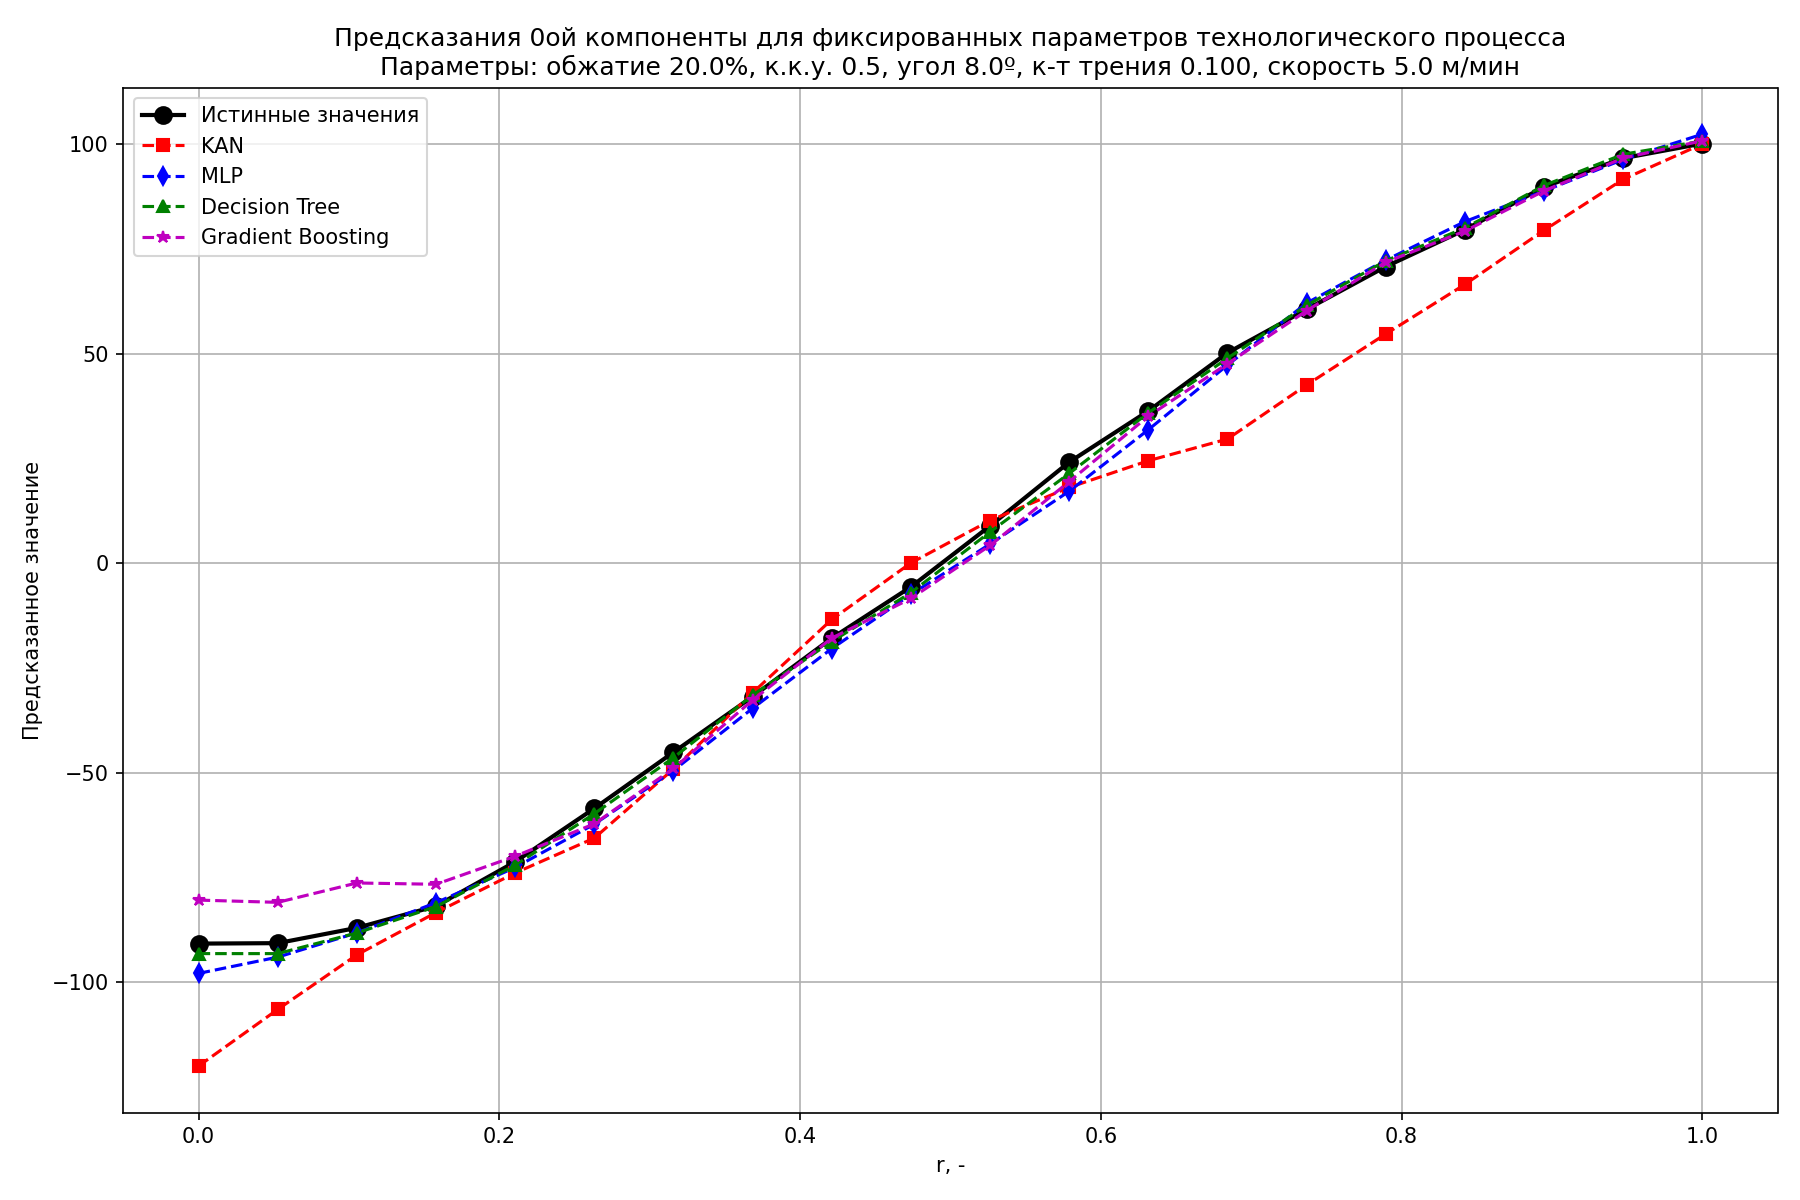 Предсказания 0ой компоненты для фиксированных параметров технологического процесса
Параметры: обжатие 20.0%, к.к.у. 0.5, угол 8.0º, к-т трения 0.100, скорость 5.0 м/мин
Истинные значения
KAN
MLP
Decision Tree
Gradient Boosting
Предсказанное значение
100
50
0
−50
−100
0.0 0.2 0.4 0.6 0.8 1.0
r, -